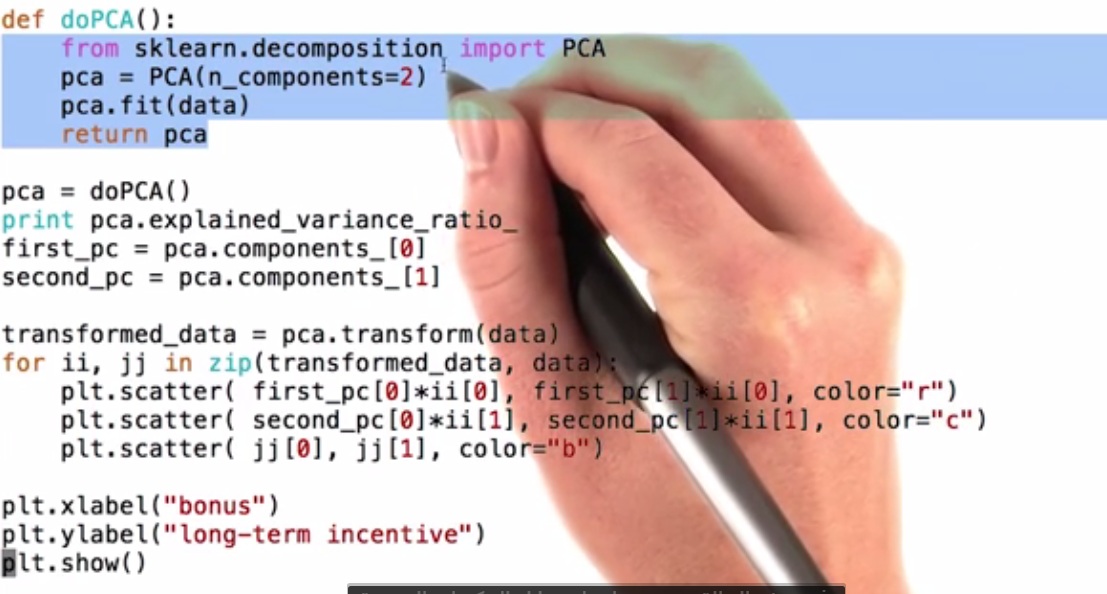 def doPCA():
    from sklearn.decomposition import PCA
    pca = PCA(n_components=2)
    pca.fit(data)
    return pca
pca = doPCA()
print pca.explained_variance_ratio_
first_pc = pca.components_[0]
second_pc = pca.components_[1]
transformed_data = pca.transform(data)
for ii, jj in zip(transformed_data, data):
    plt.scatter( first_pc[0]*ii[0], first_pc[1]*ii[0], color="r")
    plt.scatter( second_pc[0]*ii[1], second_pc[1]*ii[1], color="c")
    plt.scatter( jj[0], jj[1], color="b")
plt.xlabel("bonus")
plt.ylabel("long-term incentive")
plt.show()